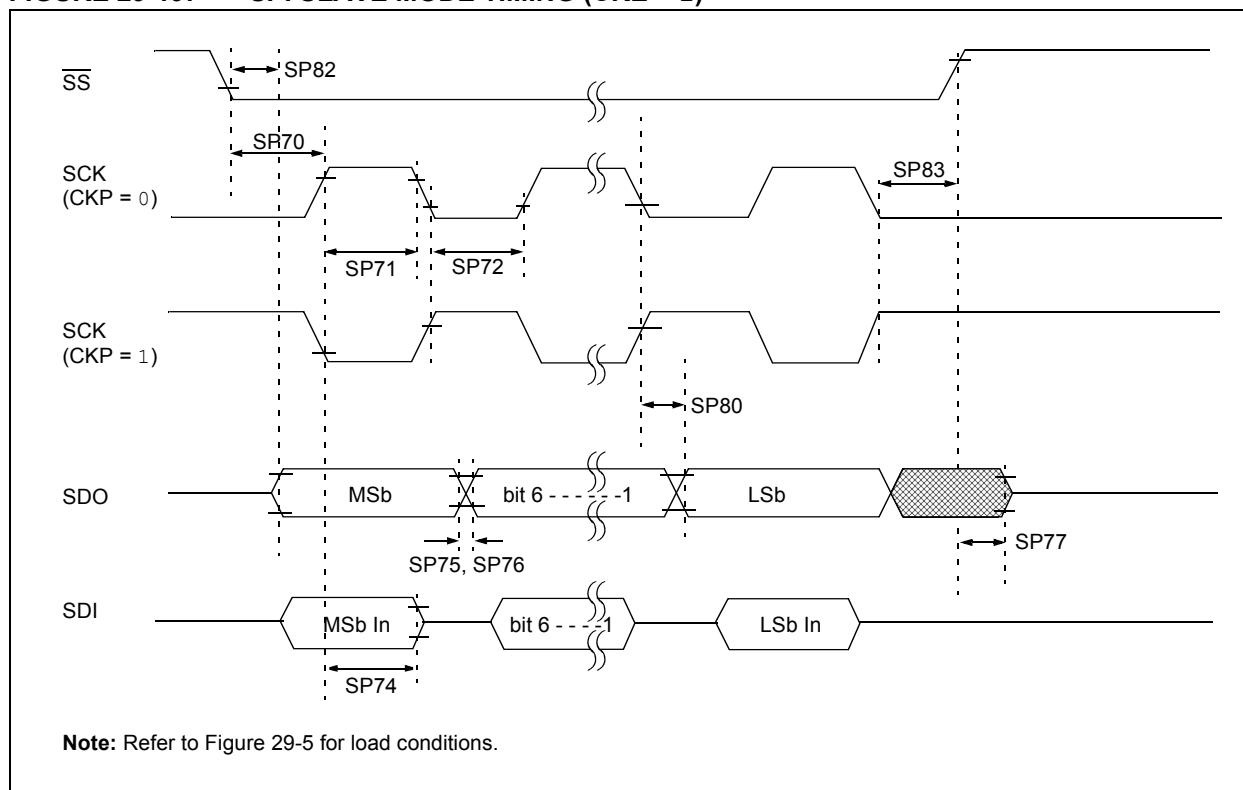 SP82
SS
SP70
SCK
(CKP = 0)
SP83
SP71
SP72
SCK
(CKP = 1)
SP80
SDO
MSb
bit 6 - - - - - -1
LSb
SP75, SP76
SP77
SDI
MSb In
bit 6 - - - -1
LSb In
SP74
Note: Refer to Figure 29-5 for load conditions.